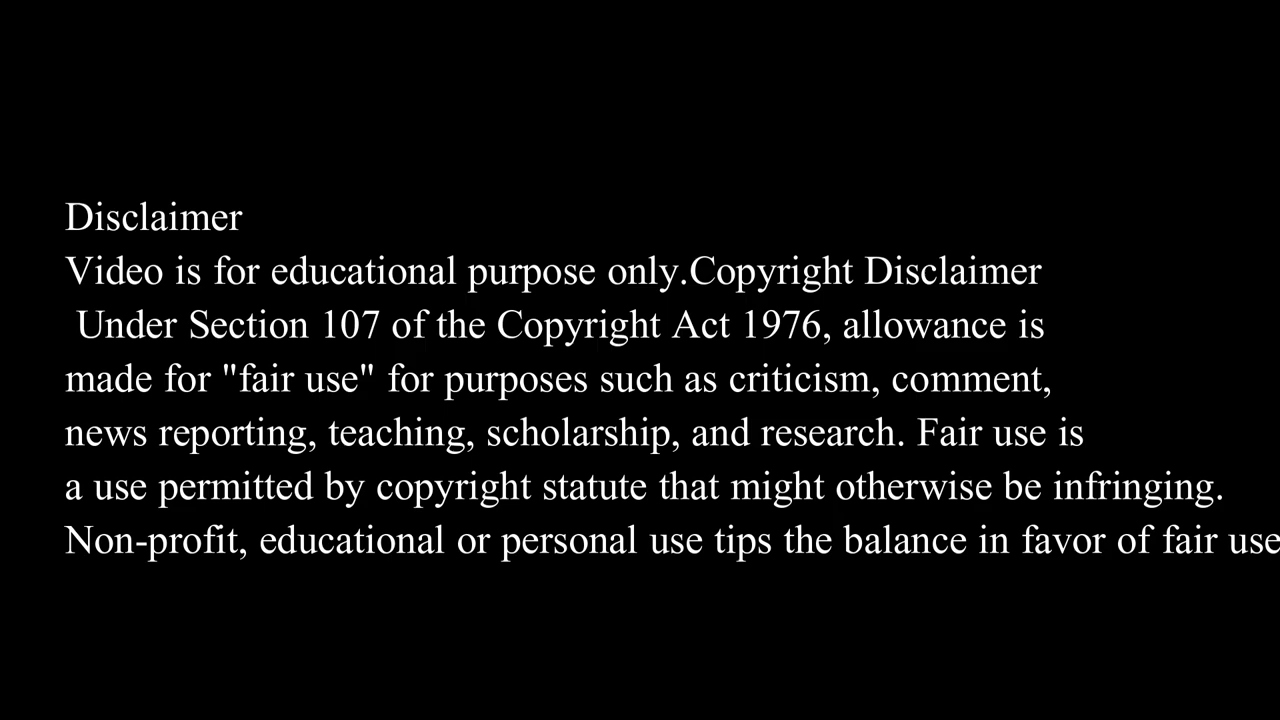 Disclaimer
Video is for educational purpose only.Copyright Disclaimer
Under Section 107 of the Copyright Act 1976, allowance is
made for "fair use" for purposes such as criticism, comment,
news reporting, teaching, scholarship, and research. Fair use is
a use permitted by copyright statute that might otherwise be infringing.
Non-profit, educational or personal use tips the balance in favor of fair use